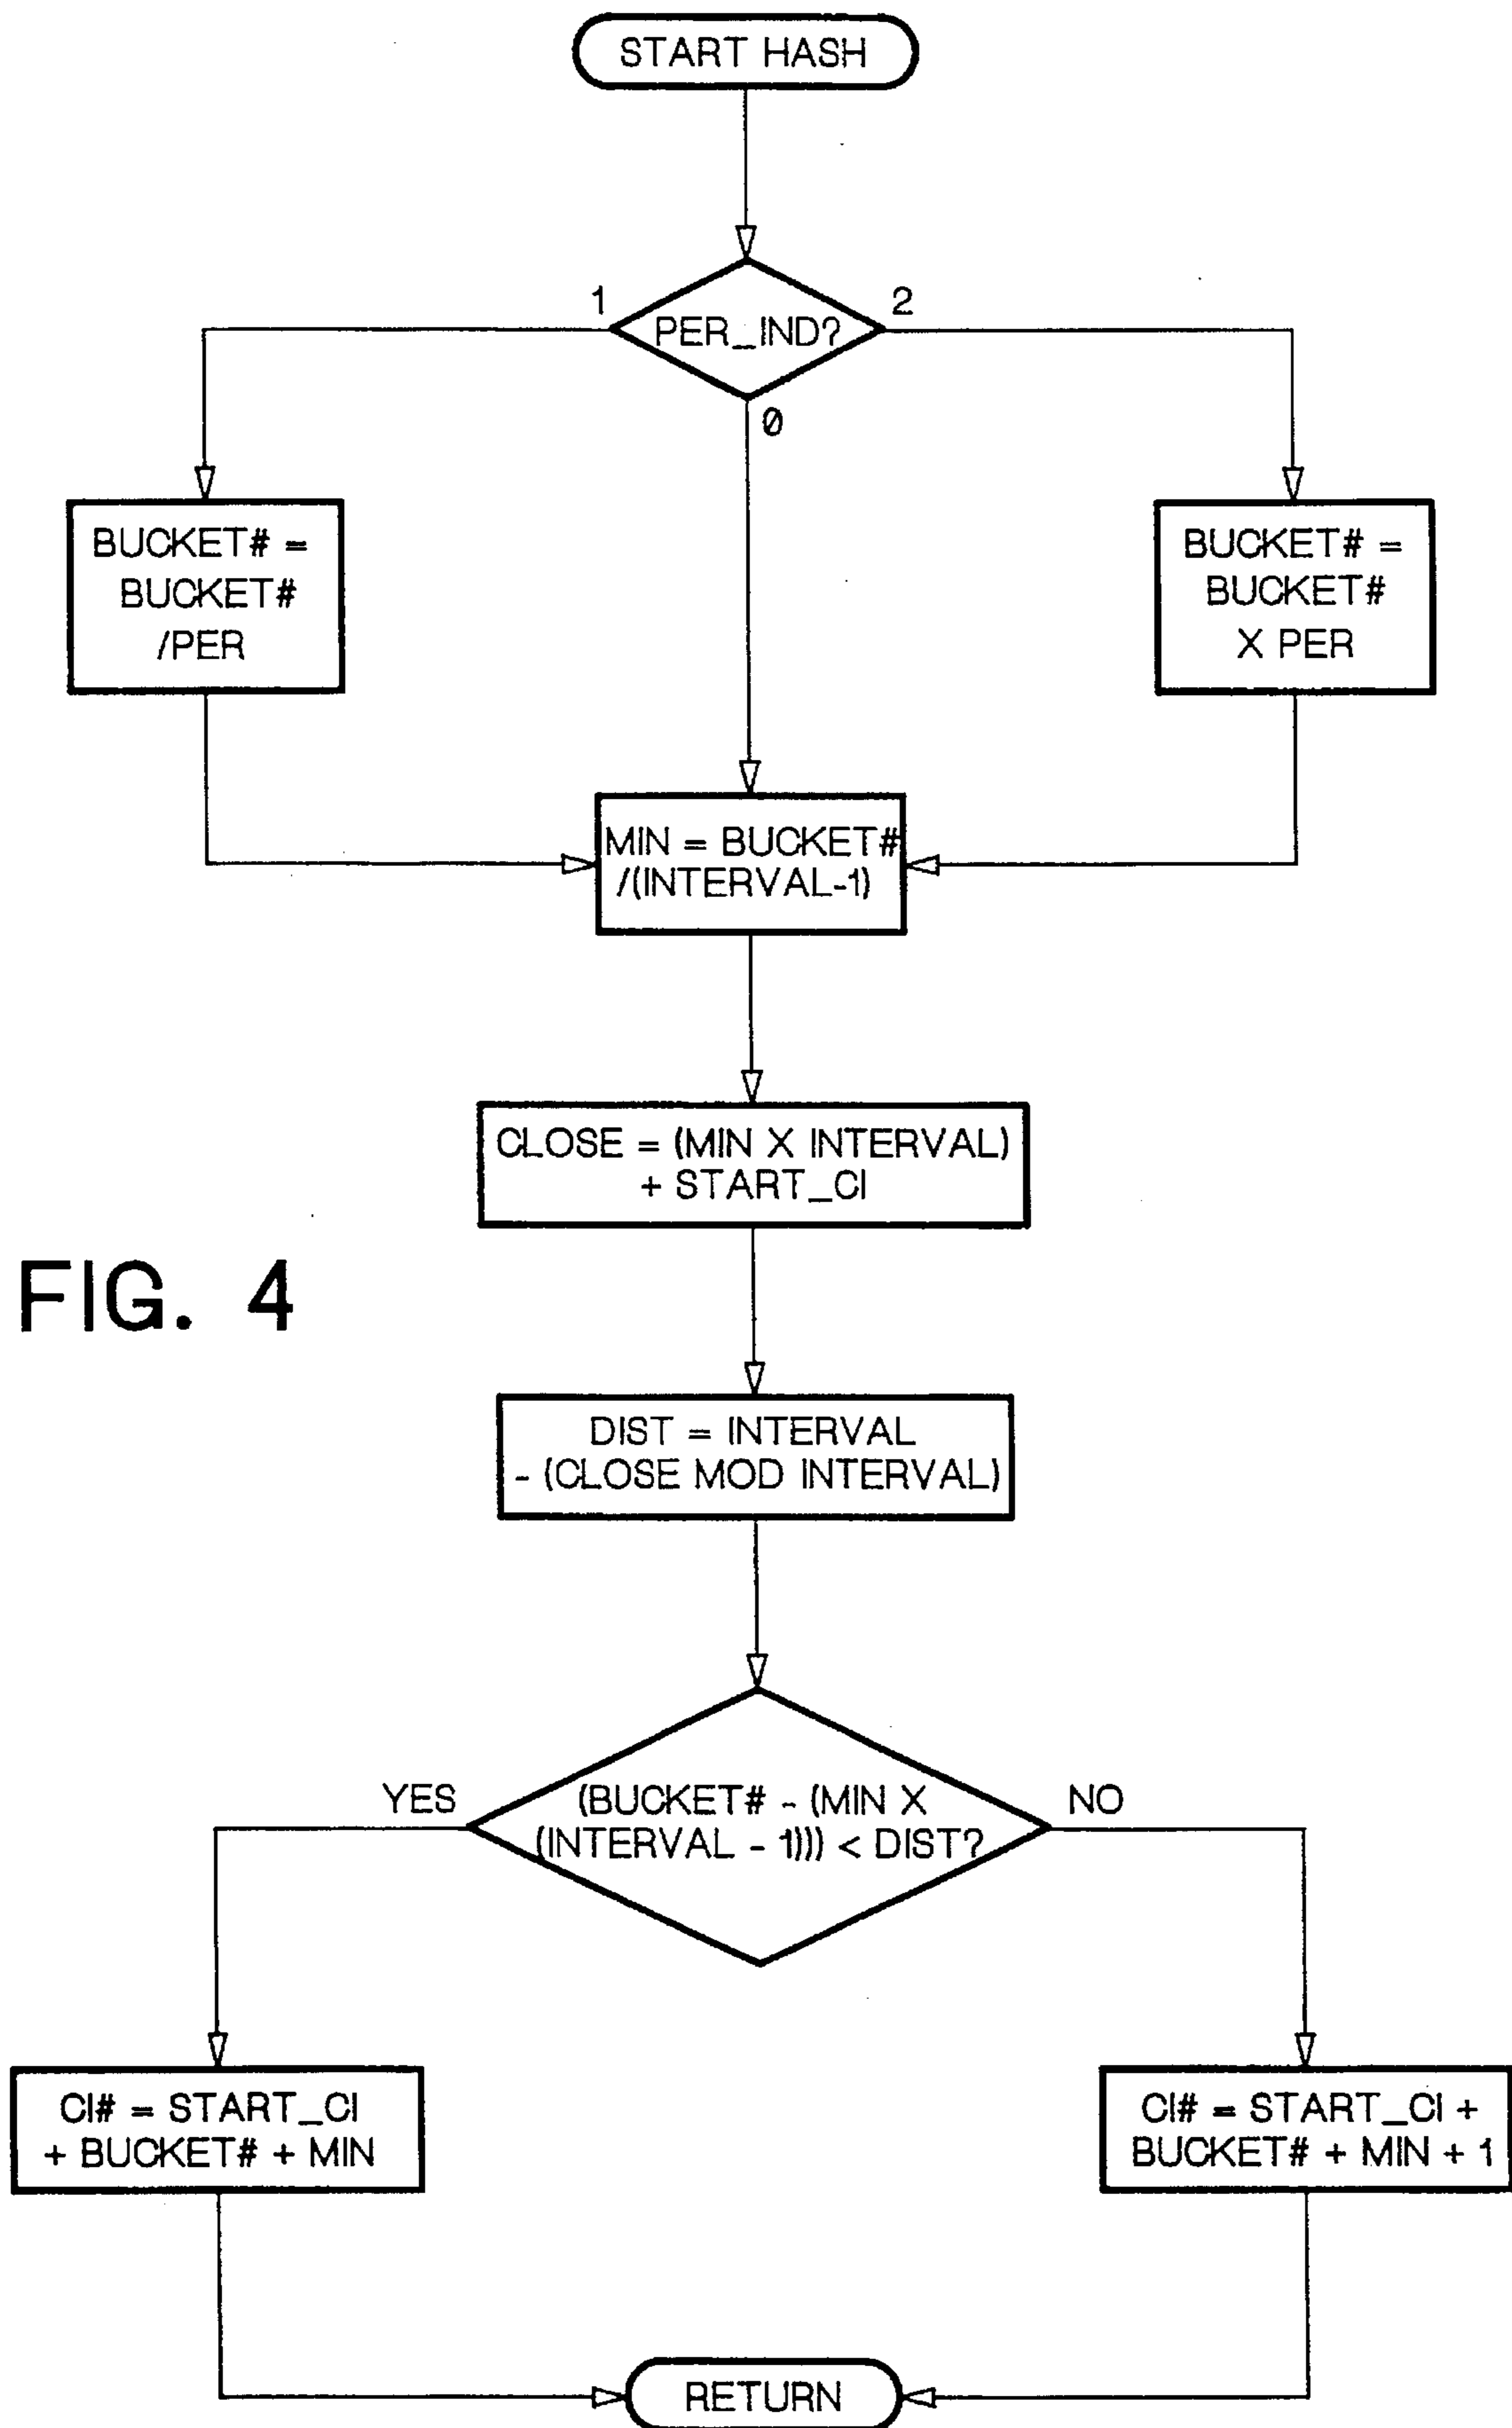 START HASH
1
2
PER_IND?
0
BUCKET# =
BUCKET#
/PER
BUCKET# =
BUCKET#
X PER
MIN = BUCKET#
/(INTERVAL-1)
CLOSE = (MIN X INTERVAL)
+ START_CI
FIG. 4
DIST = INTERVAL
- (CLOSE MOD INTERVAL)
YES
(BUCKET# - (MIN X
(INTERVAL - 1))) < DIST?
NO
CI# = START_CI
+ BUCKET# + MIN
CI# = START_CI +
BUCKET# + MIN + 1
RETURN